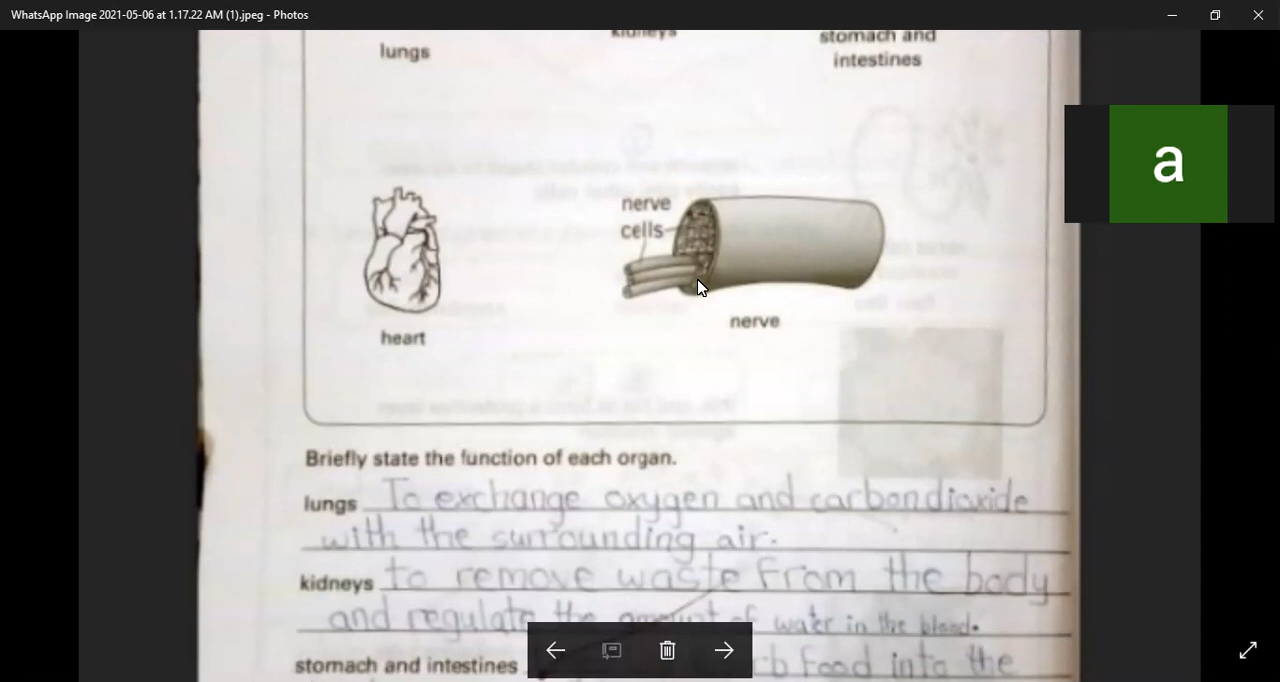 WhatsApp Image 2021-05-06 at 1.17.22 AM (1).jpeg - Photos
kidneys
stomach and
lungs
intestines
a
nerve
cells
nerve
heart
Briefly state the function of each organ.
lungs To exchange oxygen and carbondioxide
with the surrounding air.
kidneys to remove waste from the body
and regulate the amount of water in the blood.
stomach and intestines food into the